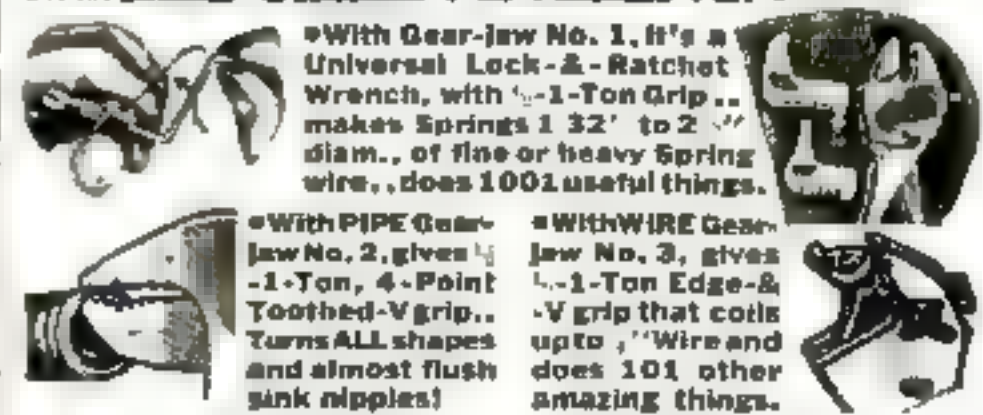 •With Gear-jaw No. 1, it's a
Universal Lock-&-Ratchet
Wrench, with -1-Ton Grip ..
makes Springs 1 32' to 2
diam., of fine or heavy Spring
wire,, does 1001 useful things.
•With PIPE Gear-
jaw No. 2, gives
-1-Ton, 4-Point
Toothed-V grip..
Turns ALL shapes
and almost flush
sink nipples!
•With WIRE Gear-
jaw No. 3, gives
-1-Ton Edge-&
-V grip that coils
up to Wire and
does 101 other
amazing things.